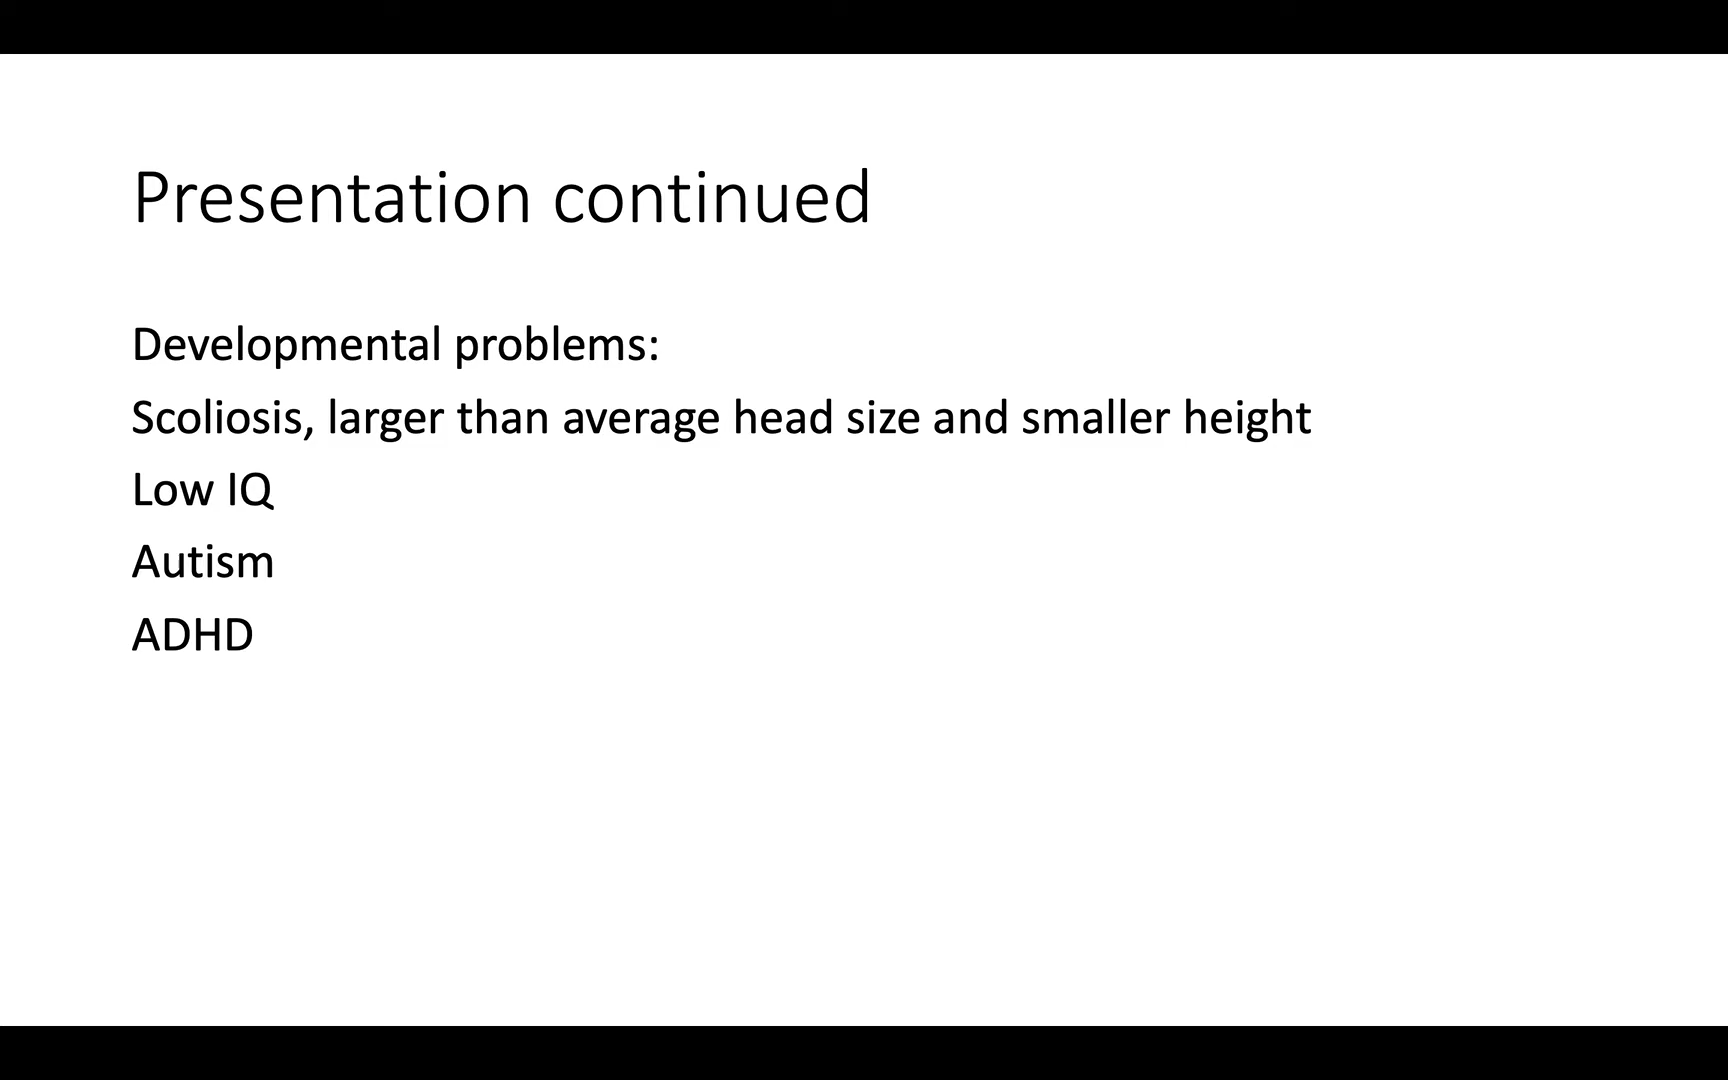 Presentation continued
Developmental problems:
Scoliosis, larger than average head size and smaller height
Low IQ
Autism
ADHD